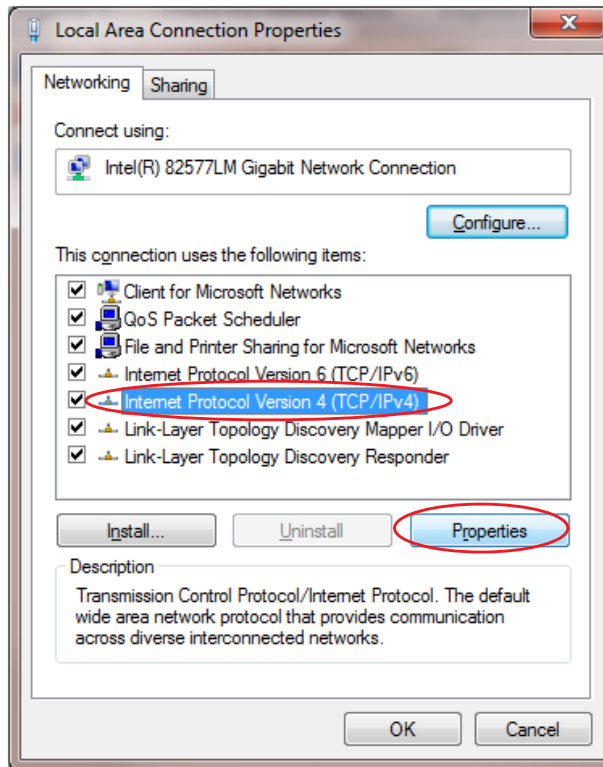 Local Area Connection Properties
Networking
Sharing
Connect using:
Intel(R) 82577LM Gigabit Network Connection
Configure...
This connection uses the following items:
Client for Microsoft Networks
QoS Packet Scheduler
File and Printer Sharing for Microsoft Networks
Internet Protocol Version 6 (TCP/IPv6)
Internet Protocol Version 4 (TCP/IPv4)
Link-Layer Topology Discovery Mapper I/O Driver
Link-Layer Topology Discovery Responder
Install...
Uninstall
Properties
Description
Transmission Control Protocol/Internet Protocol. The default
wide area network protocol that provides communication
across diverse interconnected networks.
OK
Cancel